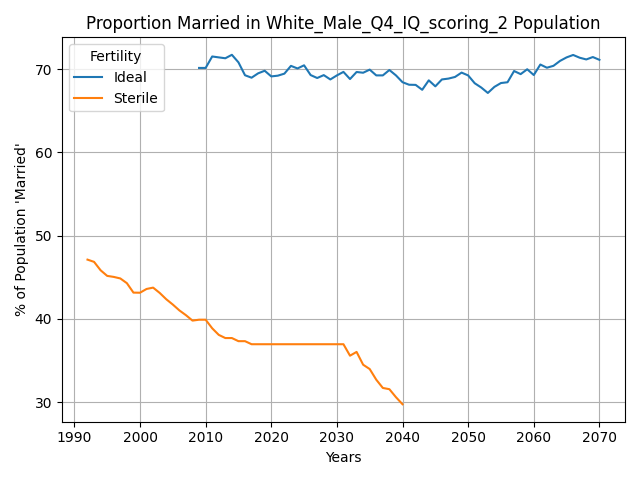 Proportion Married in White_Male_Q4_IQ_scoring_2 Population
Fertility
Ideal
Sterile
% of Population 'Married'
70
60
50
40
30
1990 2000 2010 2020 2030 2040 2050 2060 2070
Years